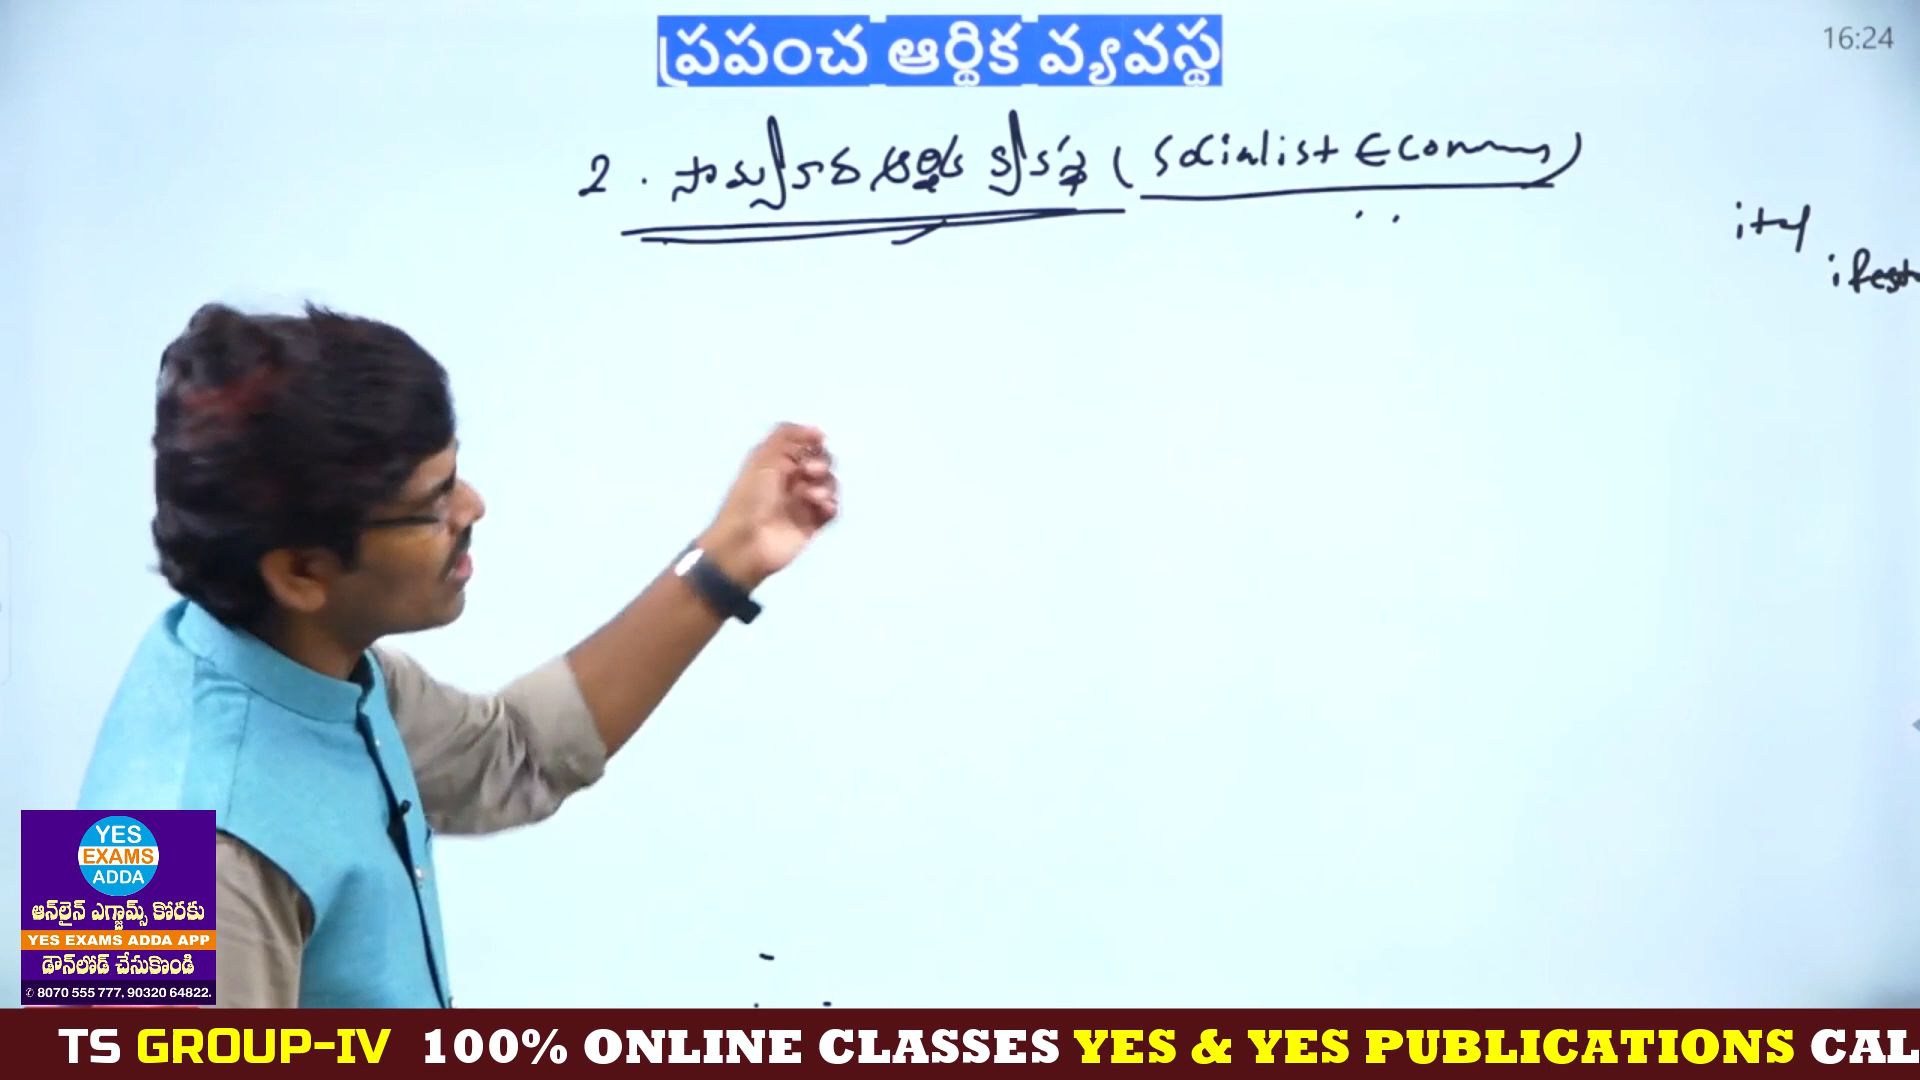 ప్రపంచ ఆర్థిక వ్యవస్థ
16:24
2. సామ్యవాద ఆర్థిక వ్యవస్థ (Socialist Economy)
YES
EXAMS
ADDA
ఆన్‌లైన్ ఎగ్జామ్స్ కోరకు
YES EXAMS ADDA APP
డౌన్‌లోడ్ చేసుకొండి
✆ 8070 555 777, 90320 64822.
TS GROUP-IV 100% ONLINE CLASSES YES & YES PUBLICATIONS CAL